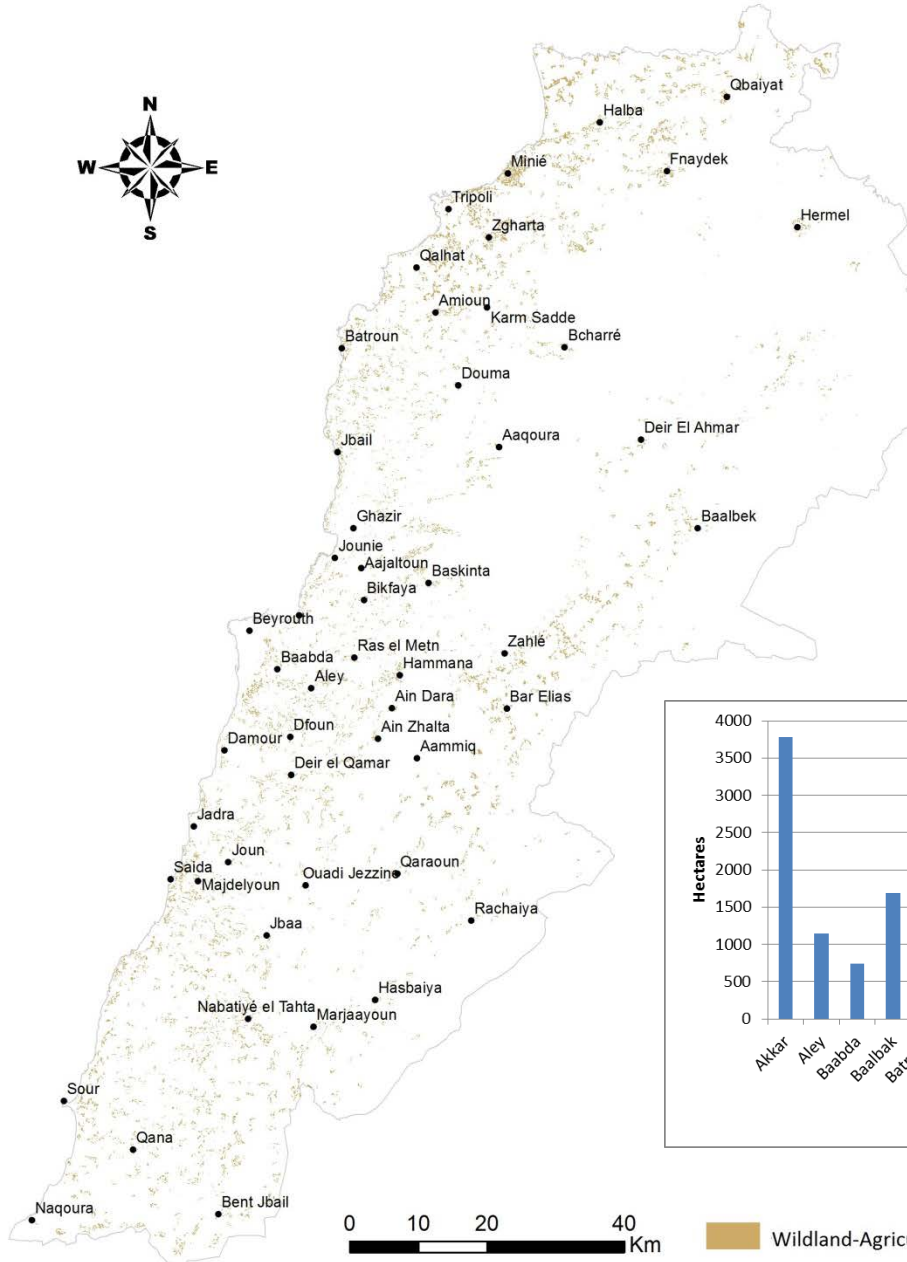 N
W E
S
Qbaiyat
Halba
Minié
Fnaydek
Tripoli
Hermel
Zgharta
Qalhat
Amioun
Karm Sadde
Batroun
Bcharré
Douma
Deir El Ahmar
Aaqoura
Jbail
Baalbek
Ghazir
Jounie
Aajaltoun
Baskinta
Bikfaya
Beyrouth
Ras el Metn
Zahlé
Baabda
Hammana
Aley
Ain Dara
Bar Elias
Dfoun
Ain Zhalta
Damour
Aammiq
Deir el Qamar
Jadra
Joun
Saida
Ouadi Jezzine
Qaraoun
Majdelyoun
Rachaiya
Jbaa
Hasbaiya
Nabatiyé el Tahta
Marjaayoun
Sour
Qana
Bent Jbail
Naqoura
4000
3500
3000
2500
2000
1500
1000
500
0
Hectares
Akkar
Aley
Baabda
Baalbak
Batr
0 10 20 40
Km
Wildland-Agric